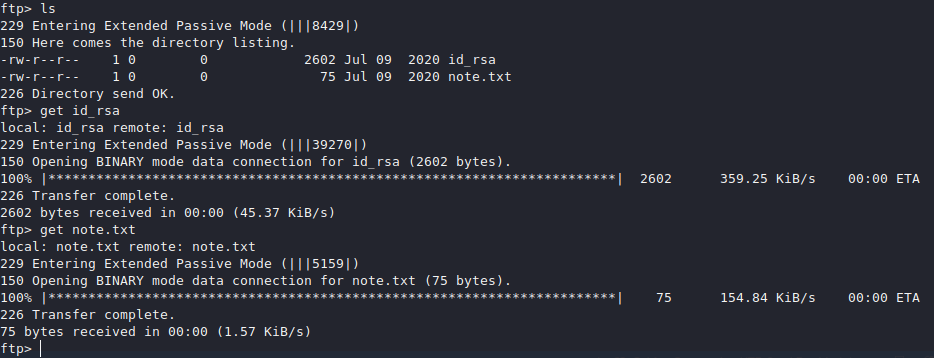 ftp> ls
229 Entering Extended Passive Mode (|||8429|)
150 Here comes the directory listing.
-rw-r--r--    1 0        0            2602 Jul 09  2020 id_rsa
-rw-r--r--    1 0        0              75 Jul 09  2020 note.txt
226 Directory send OK.
ftp> get id_rsa
local: id_rsa remote: id_rsa
229 Entering Extended Passive Mode (|||39270|)
150 Opening BINARY mode data connection for id_rsa (2602 bytes).
100% |***********************************************************************|  2602      359.25 KiB/s    00:00 ETA
226 Transfer complete.
2602 bytes received in 00:00 (45.37 KiB/s)
ftp> get note.txt
local: note.txt remote: note.txt
229 Entering Extended Passive Mode (|||5159|)
150 Opening BINARY mode data connection for note.txt (75 bytes).
100% |***********************************************************************|    75      154.84 KiB/s    00:00 ETA
226 Transfer complete.
75 bytes received in 00:00 (1.57 KiB/s)
ftp>